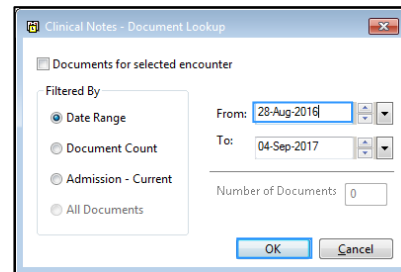 Clinical Notes - Document Lookup
Documents for selected encounter
Filtered By
Date Range
Document Count
Admission - Current
All Documents
From: 28-Aug-2016
To: 04-Sep-2017
Number of Documents 0
OK Cancel